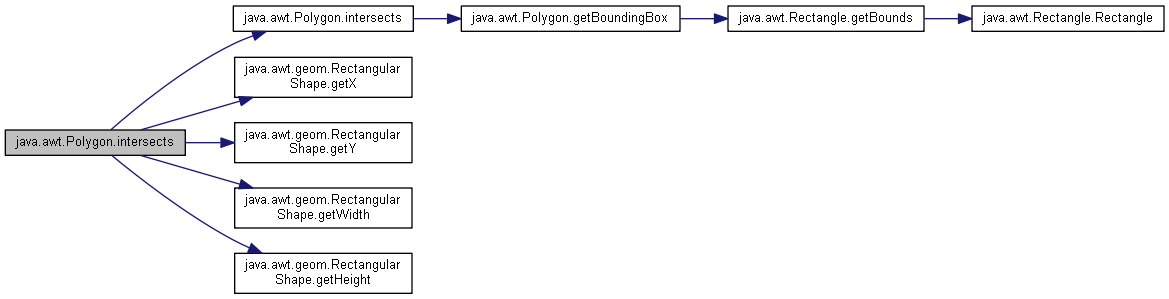 java.awt.Polygon.intersects
java.awt.Polygon.getBoundingBox
java.awt.Rectangle.getBounds
java.awt.Rectangle.Rectangle
java.awt.geom.Rectangular
Shape.getX
java.awt.Polygon.intersects
java.awt.geom.Rectangular
Shape.getY
java.awt.geom.Rectangular
Shape.getWidth
java.awt.geom.Rectangular
Shape.getHeight